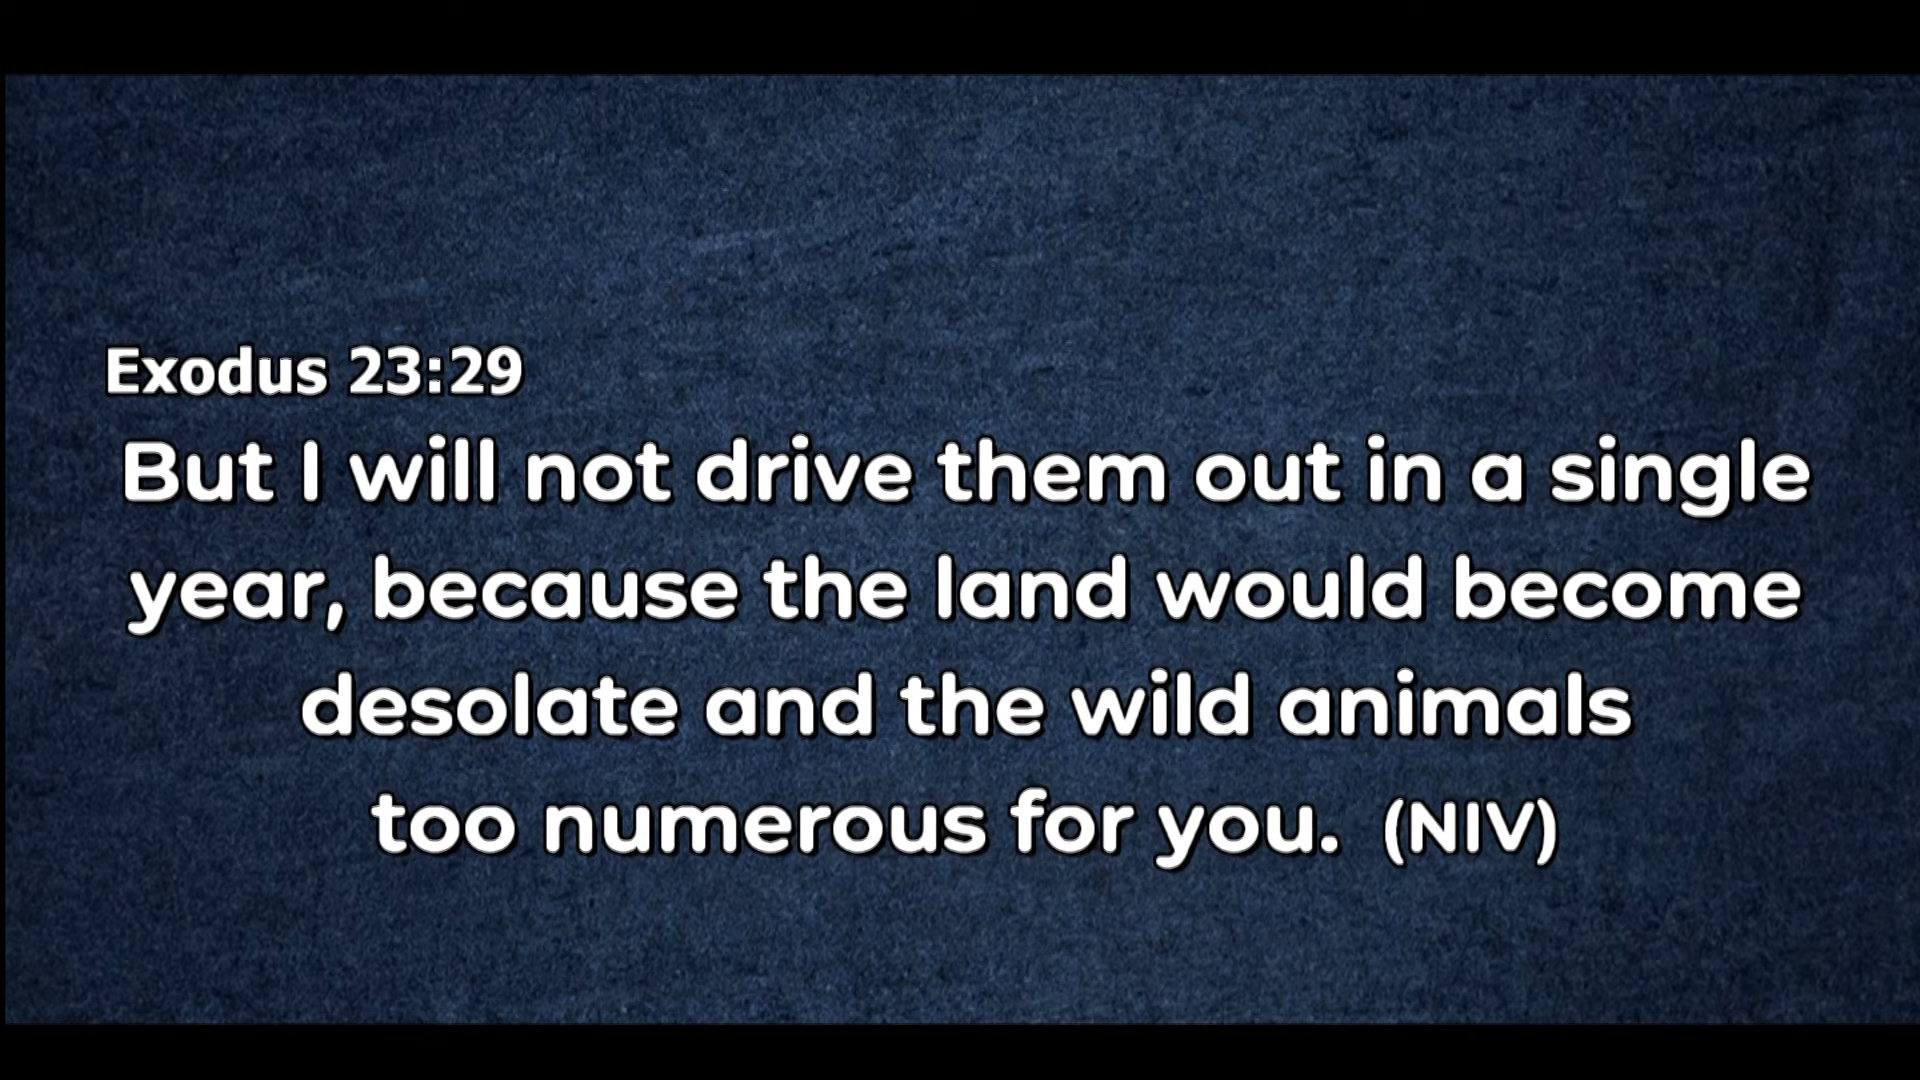 Exodus 23:29
But I will not drive them out in a single
year, because the land would become
desolate and the wild animals
too numerous for you. (NIV)